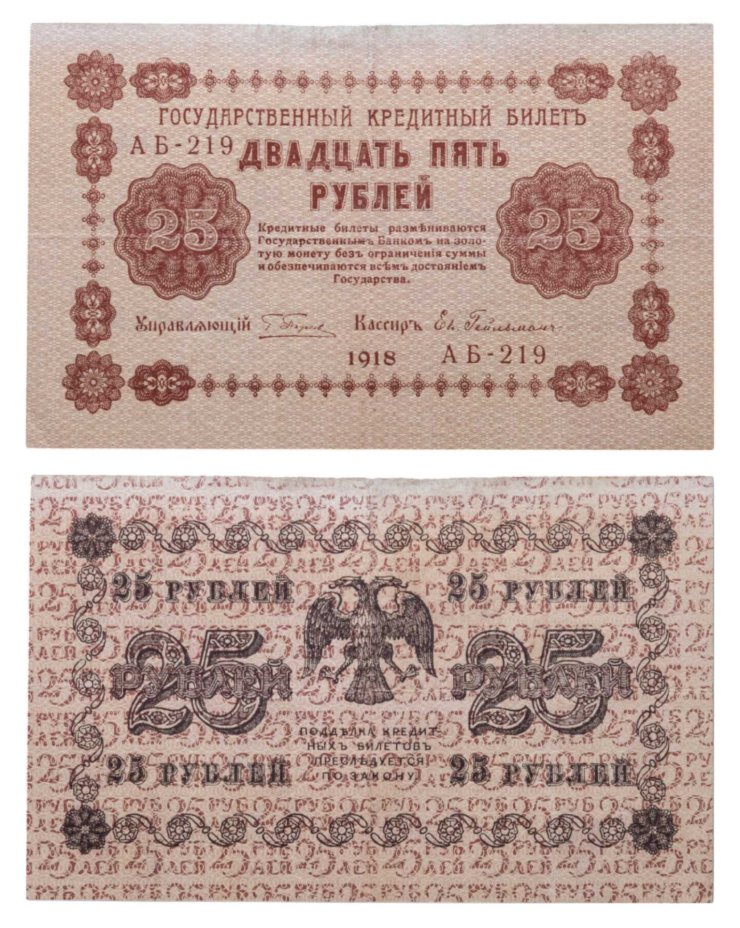 ГОСУДАРСТВЕННЫЙ КРЕДИТНЫЙ БИЛЕТЪ
АБ-219 ДВАДЦАТЬ ПЯТЬ
РУБЛЕЙ
25 25
Кредитные билеты размѣниваются
Государственнымъ Банкомъ на золо-
тую монету безъ ограниченія суммы
и обезпечиваются всѣмъ достояніемъ
Государства.
Управляющій Кассиръ Ев. Гейльманъ
1918 АБ-219
25 РУБЛЕЙ 25 РУБЛЕЙ
25 25
РУБЛЕЙ РУБЛЕЙ
ПОДДѢЛКА КРЕДИТ-
НЫХЪ БИЛЕТОВЪ
ПРЕСЛѢДУЕТСЯ
ПО ЗАКОНУ
25 РУБЛЕЙ 25 РУБЛЕЙ